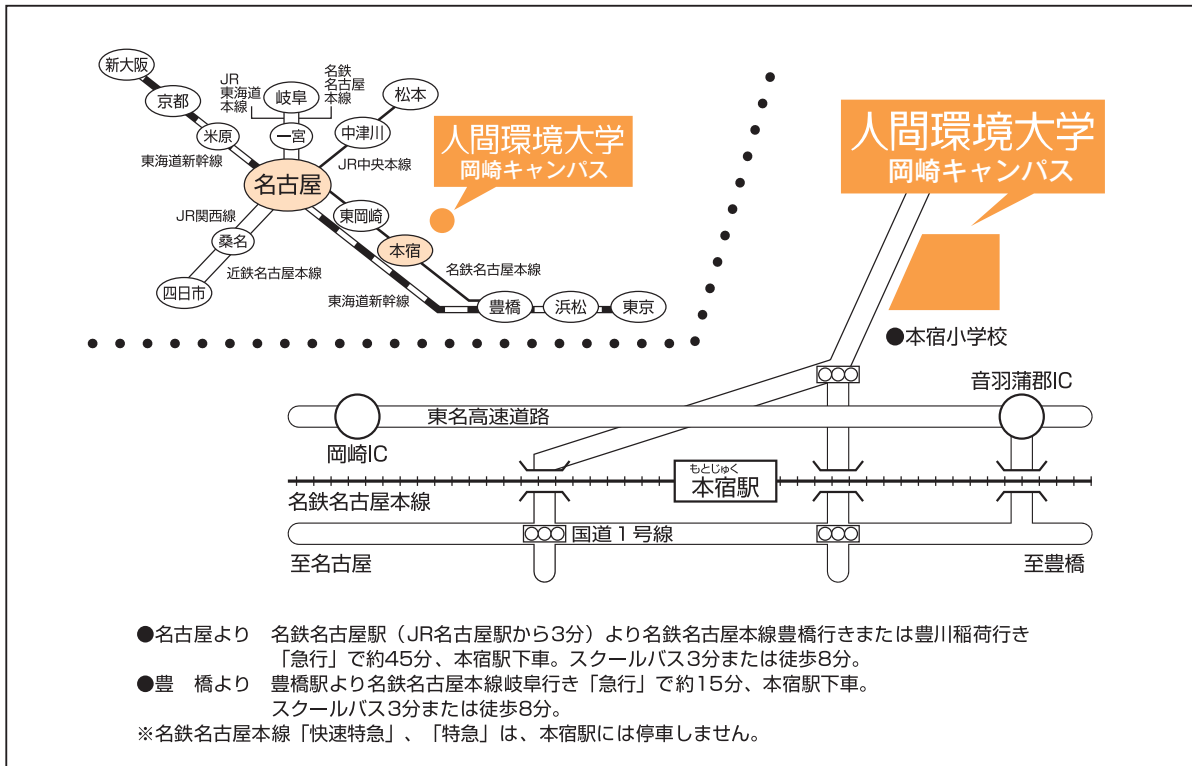 新大阪
京都
米原
東海道新幹線
JR
東海道
本線
岐阜
一宮
名鉄
名古屋
本線
松本
中津川
JR中央本線
名古屋
人間環境大学
岡崎キャンパス
JR関西線
桑名
近鉄名古屋本線
四日市
東岡崎
本宿
名鉄名古屋本線
東海道新幹線
豊橋
浜松
東京
人間環境大学
岡崎キャンパス
●本宿小学校
音羽蒲郡IC
東名高速道路
岡崎IC
もとじゅく
本宿駅
名鉄名古屋本線
国道1号線
至名古屋
至豊橋
●名古屋より 名鉄名古屋駅（JR名古屋駅から3分）より名鉄名古屋本線豊橋行きまたは豊川稲荷行き
「急行」で約45分、本宿駅下車。スクールバス3分または徒歩8分。
●豊 橋より 豊橋駅より名鉄名古屋本線岐阜行き「急行」で約15分、本宿駅下車。
スクールバス3分または徒歩8分。
※名鉄名古屋本線「快速特急」、「特急」は、本宿駅には停車しません。